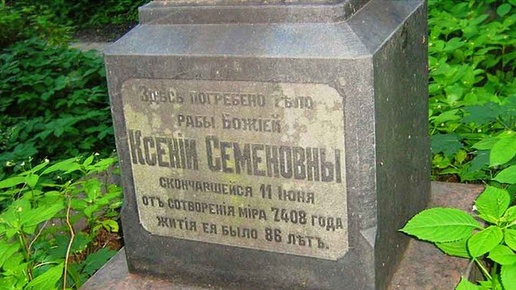 Здѣсь погребено тѣло
рабы Божіей
Ксеніи Семеновны
скончавшейся 11 Іюня
отъ сотворенія міра 7408 года
житія ея было 86 лѣтъ.